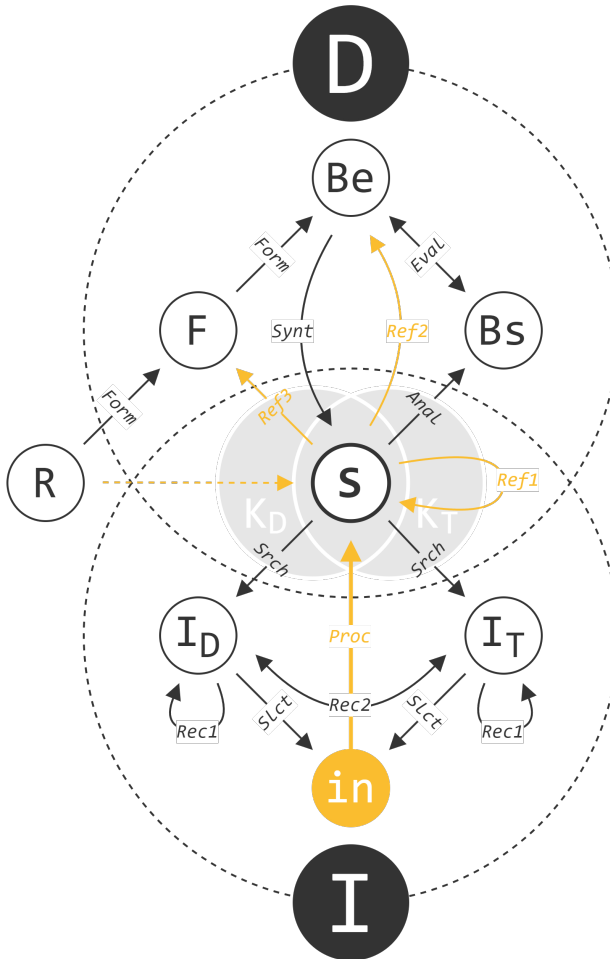 D
Be
Form
Eval
F
Synt
Ref2
Bs
Form
Ref3
Anal
R
S
Ref1
KD
KT
Srch
Srch
ID
Proc
IT
Rec1
Slct
Rec2
Slct
Rec1
in
I